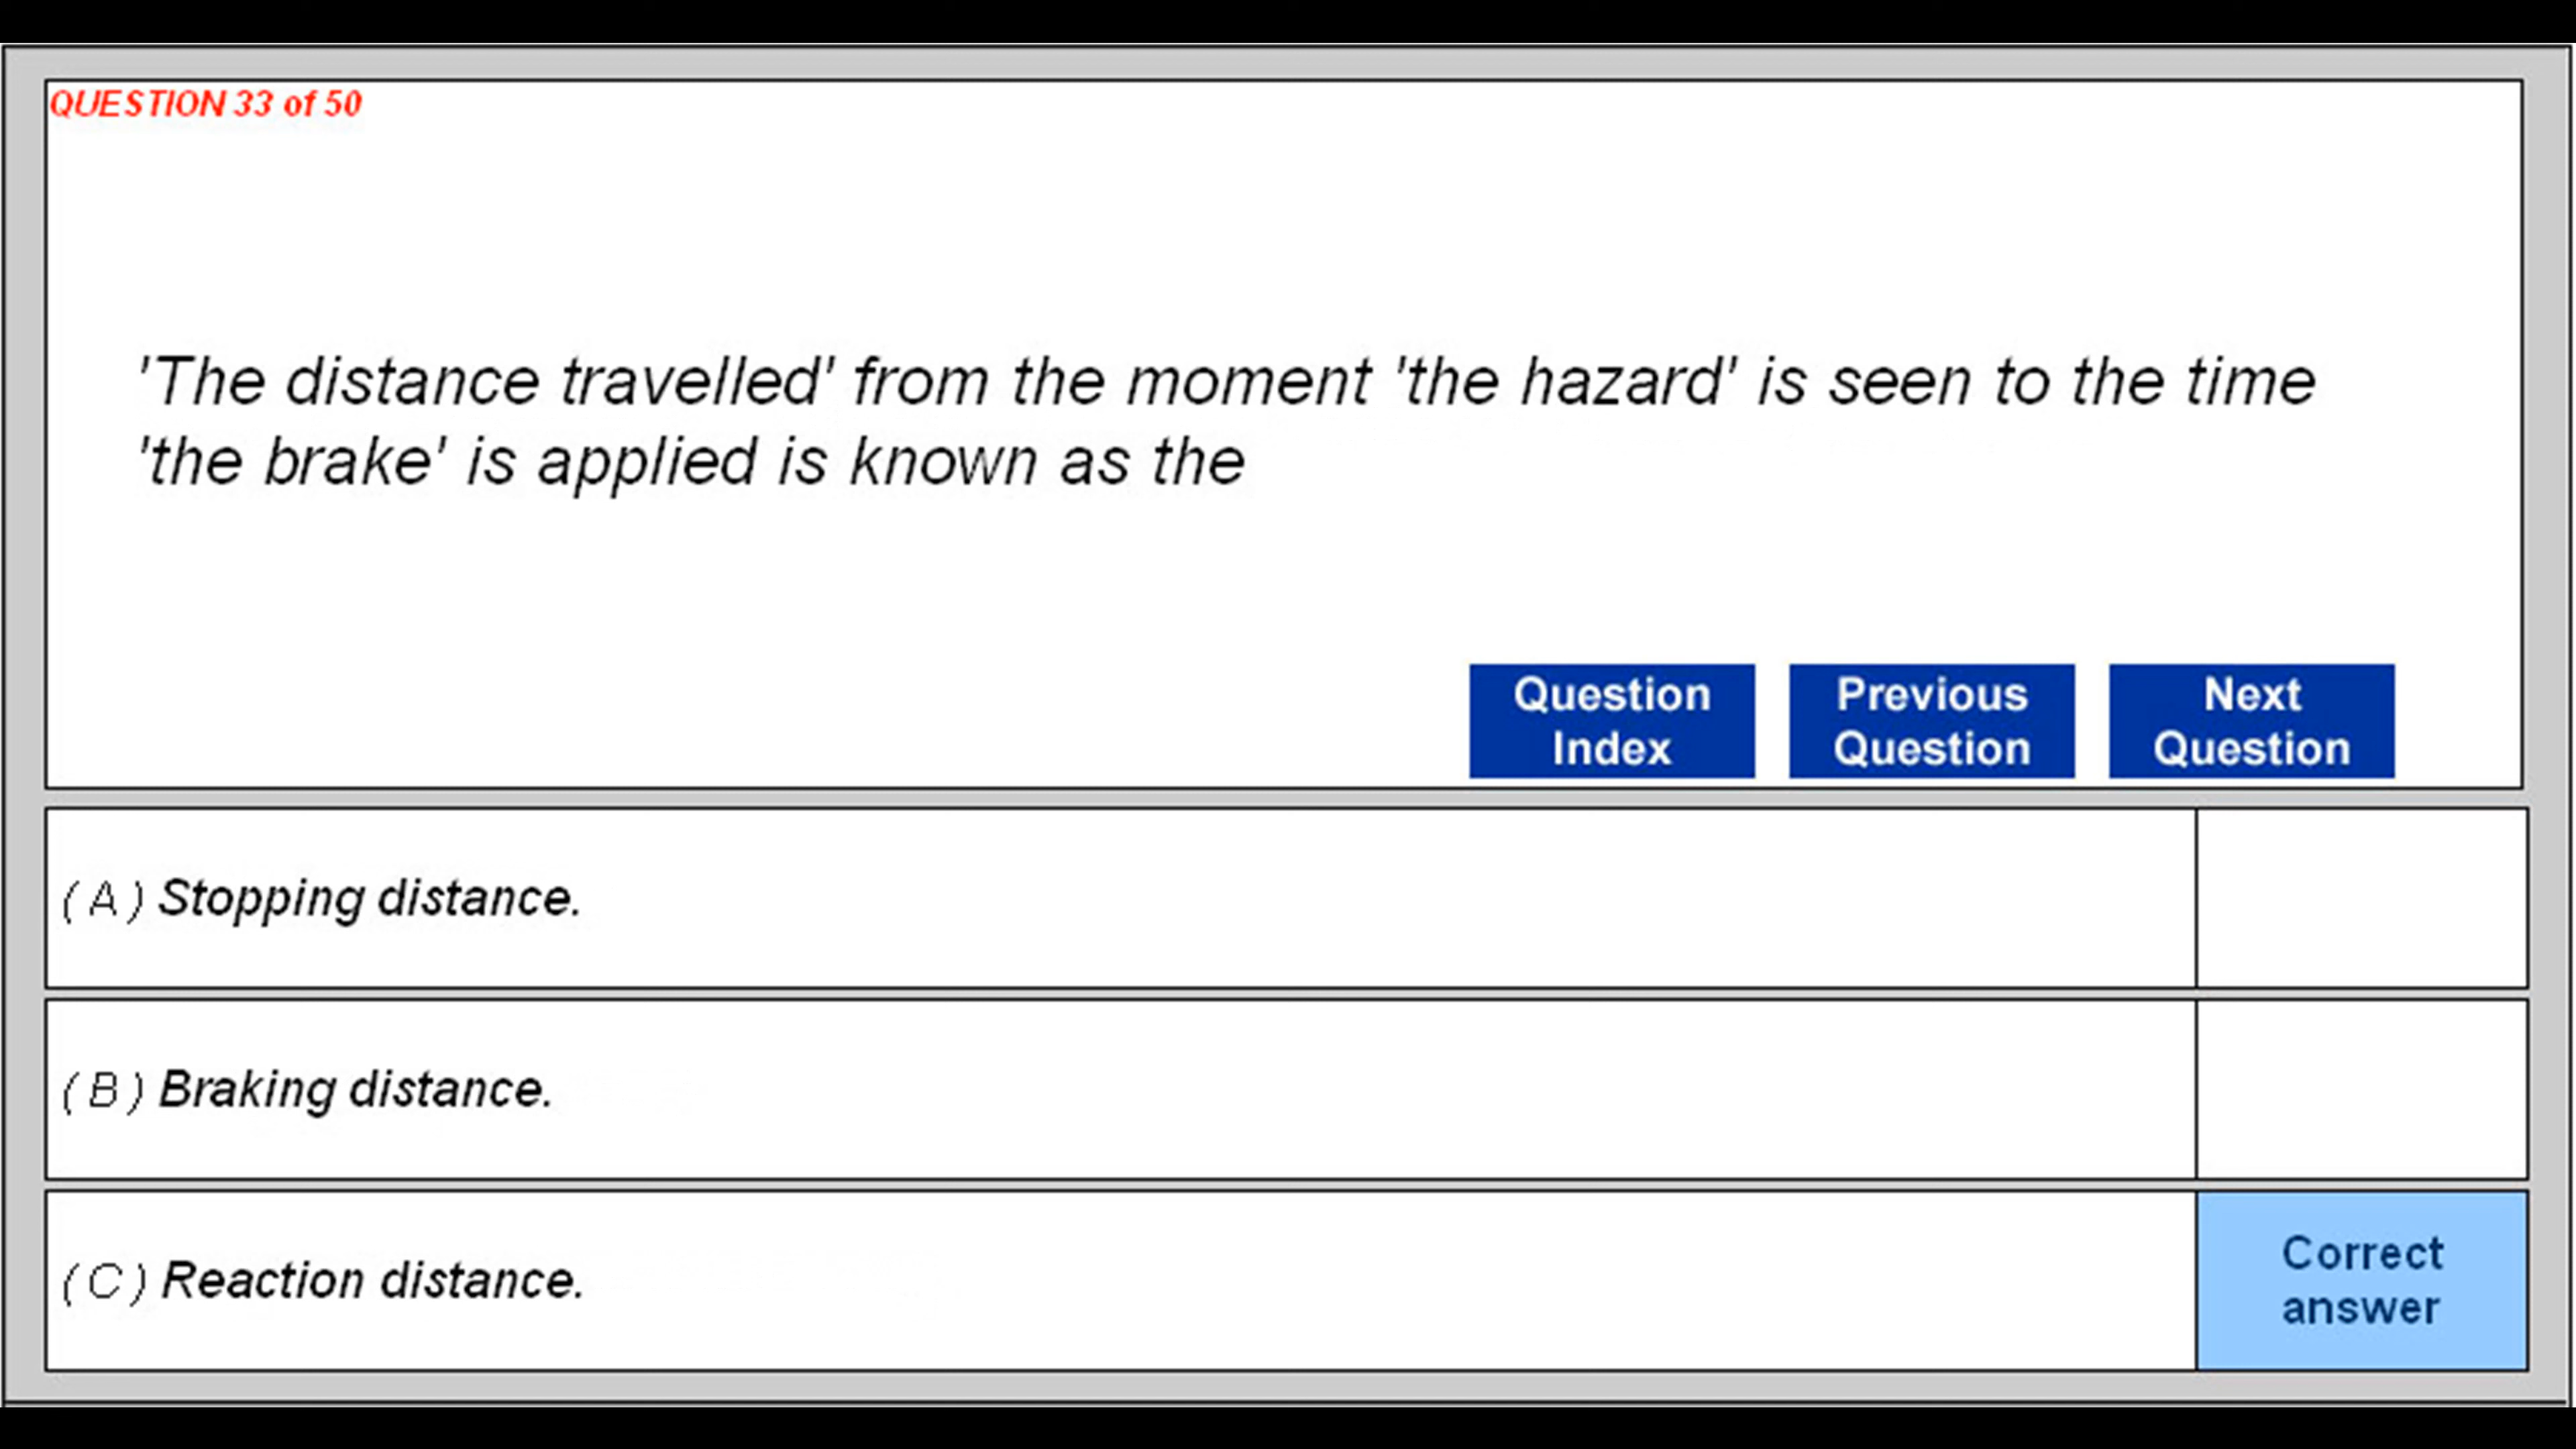 QUESTION 33 of 50
'The distance travelled' from the moment 'the hazard' is seen to the time
'the brake' is applied is known as the
Question
Index
Previous
Question
Next
Question
(A) Stopping distance.
(B) Braking distance.
(C) Reaction distance.
Correct
answer